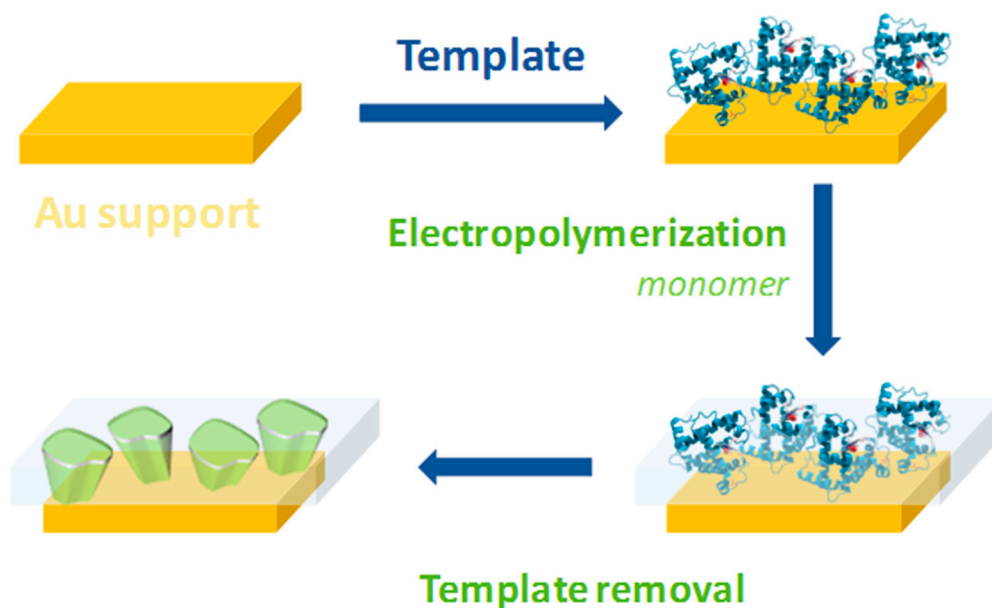 Template
Au support
Electropolymerization
monomer
Template removal